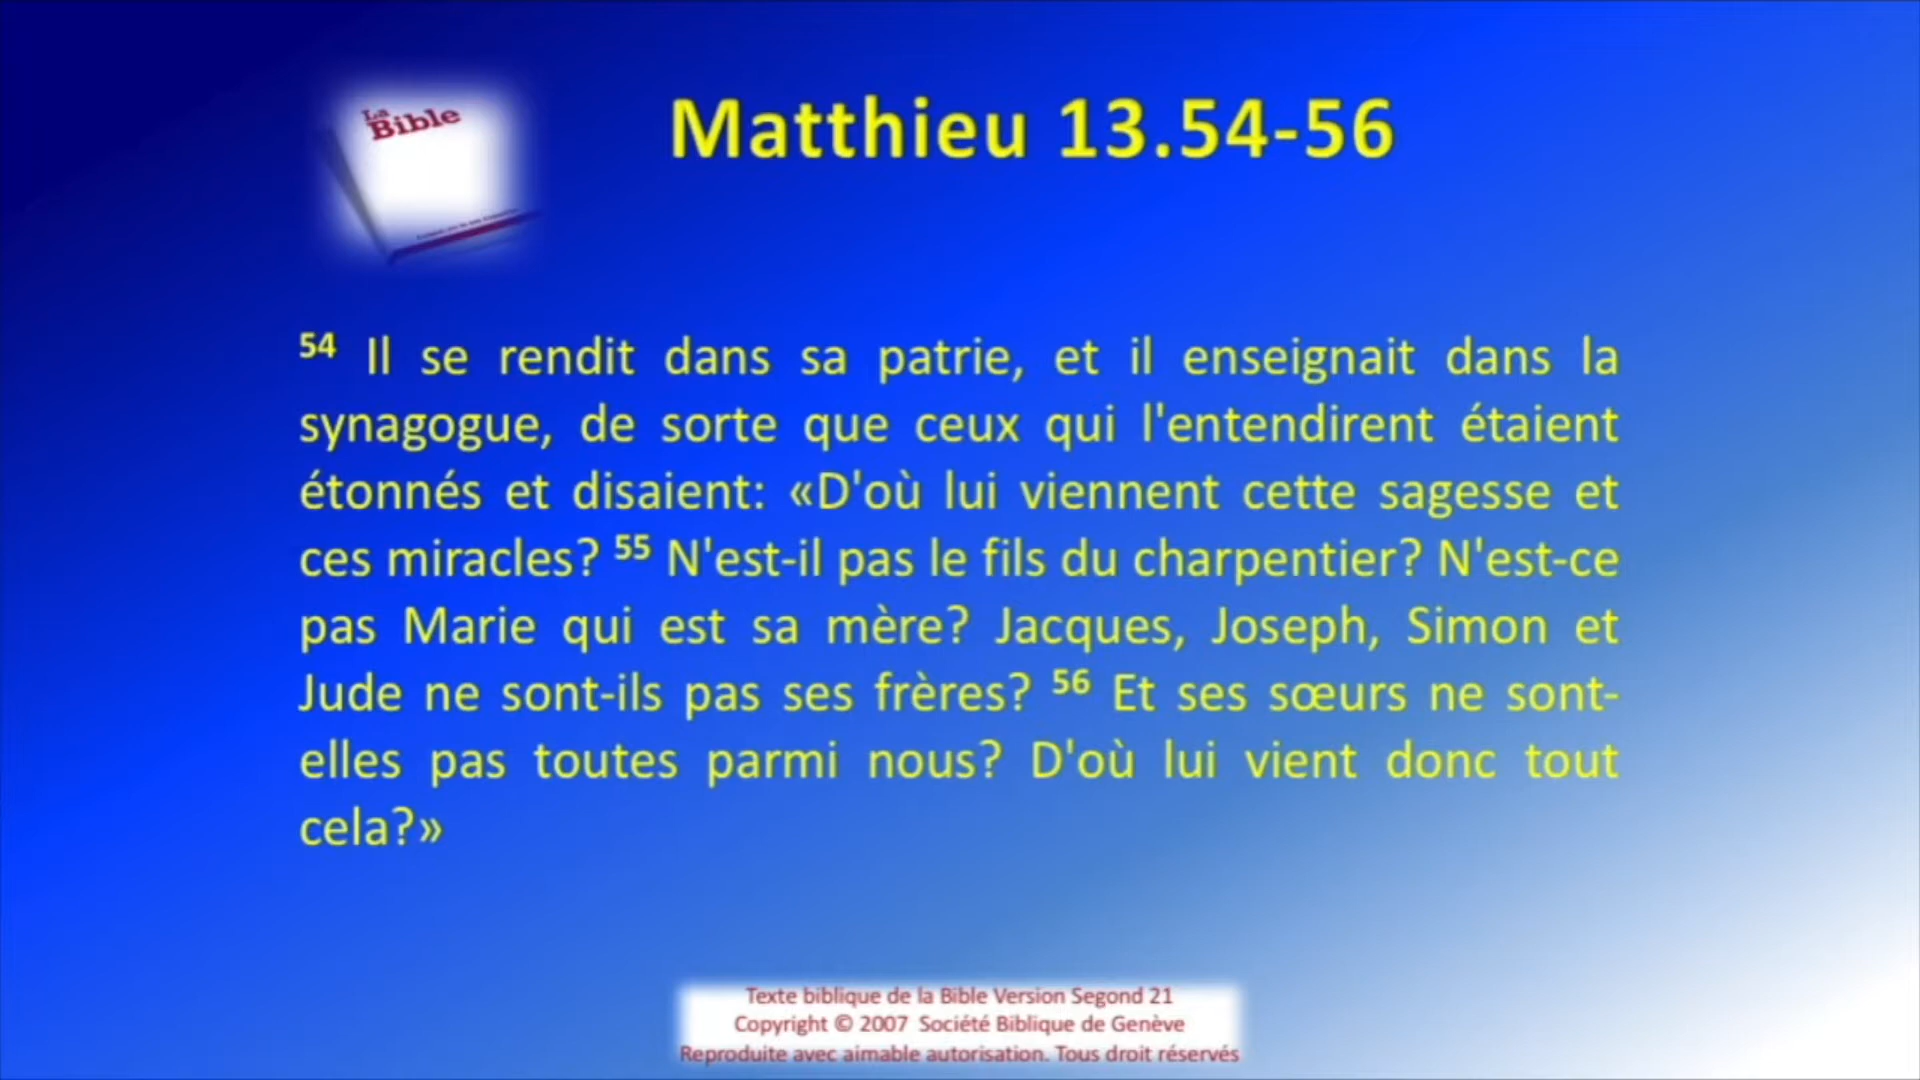 La
Bible
Matthieu 13.54-56
54 Il se rendit dans sa patrie, et il enseignait dans la
synagogue, de sorte que ceux qui l'entendirent étaient
étonnés et disaient: «D'où lui viennent cette sagesse et
ces miracles? 55 N'est-il pas le fils du charpentier? N'est-ce
pas Marie qui est sa mère? Jacques, Joseph, Simon et
Jude ne sont-ils pas ses frères? 56 Et ses sœurs ne sont-
elles pas toutes parmi nous? D'où lui vient donc tout
cela?»
Texte biblique de la Bible Version Segond 21
Copyright © 2007 Société Biblique de Genève
Reproduite avec aimable autorisation. Tous droit réservés